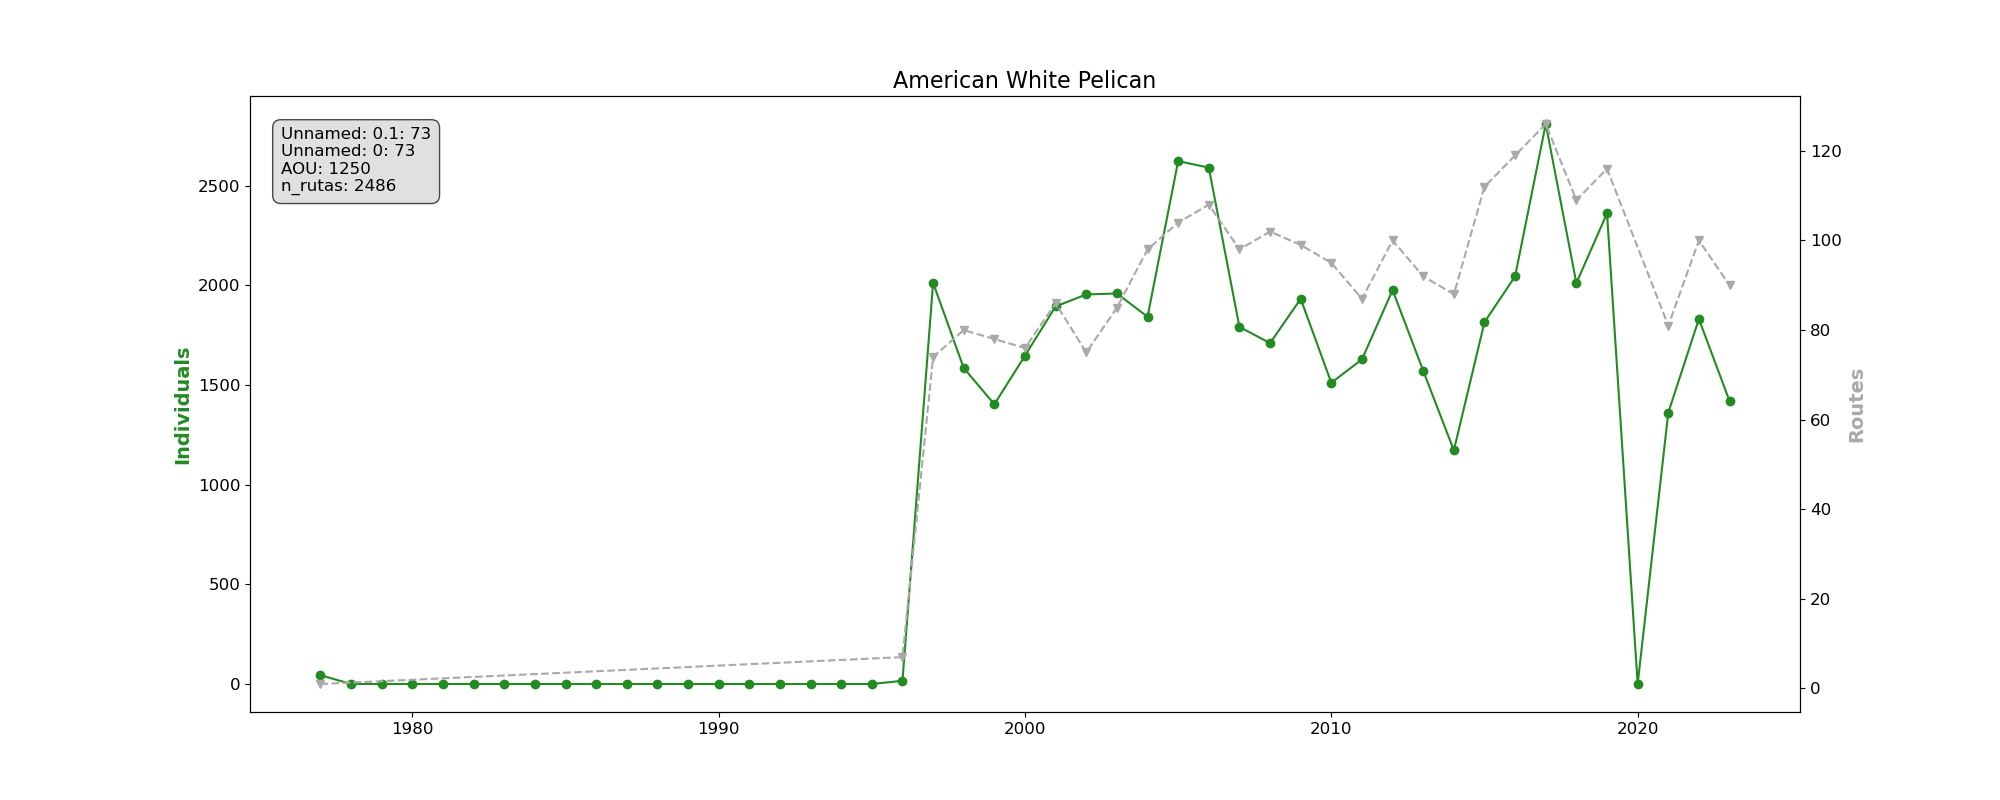 American White Pelican
Unnamed: 0.1: 73
Unnamed: 0: 73
AOU: 1250
n_rutas: 2486
Individuals
2500
2000
1500
1000
500
0
120
100
80
60
40
20
0
Routes
1980
1990
2000
2010
2020